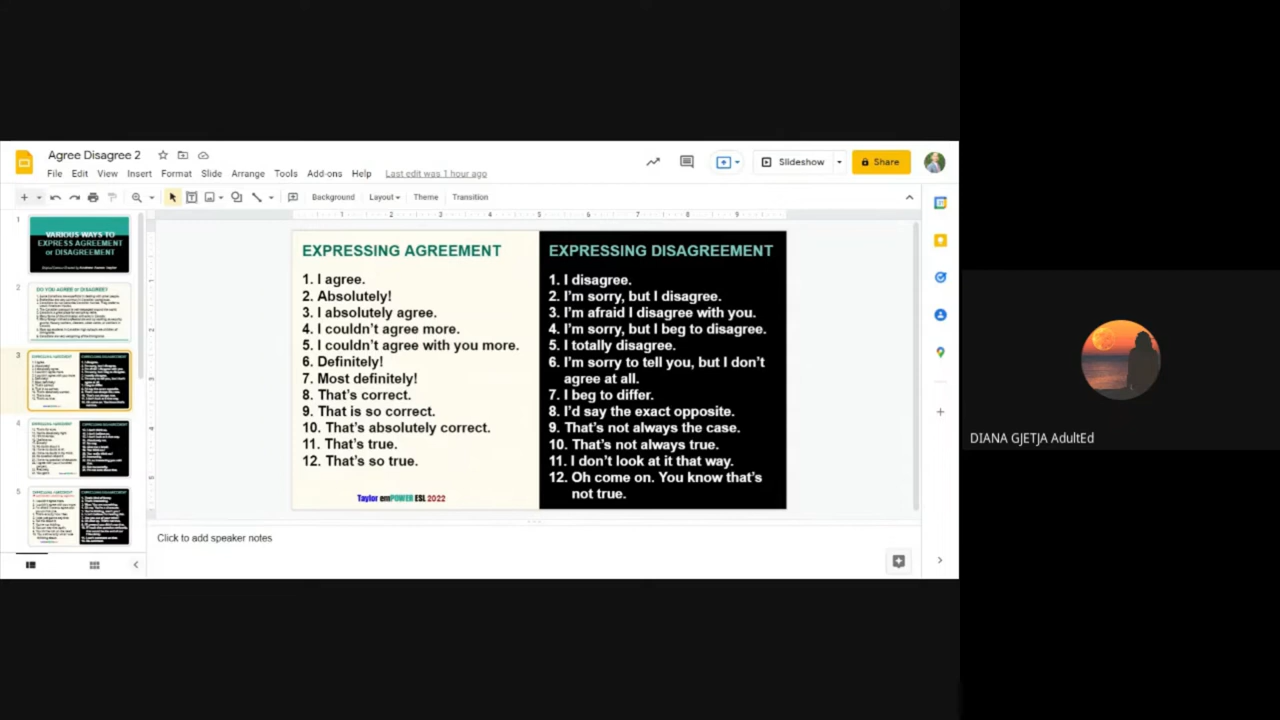 Agree Disagree 2
File Edit View Insert Format Slide Arrange Tools Add-ons Help Last edit was 1 hour ago
Slideshow
Share
Background Layout Theme Transition
1
VARIOUS WAYS TO
EXPRESS AGREEMENT
or DISAGREEMENT
2
DO YOU AGREE or DISAGREE?
3
4
5
EXPRESSING AGREEMENT
1. I agree.
2. Absolutely!
3. I absolutely agree.
4. I couldn't agree more.
5. I couldn't agree with you more.
6. Definitely!
7. Most definitely!
8. That's correct.
9. That is so correct.
10. That's absolutely correct.
11. That's true.
12. That's so true.
Taylor emPOWER ESL 2022
EXPRESSING DISAGREEMENT
1. I disagree.
2. I'm sorry, but I disagree.
3. I'm afraid I disagree with you.
4. I'm sorry, but I beg to disagree.
5. I totally disagree.
6. I'm sorry to tell you, but I don't
agree at all.
7. I beg to differ.
8. I'd say the exact opposite.
9. That's not always the case.
10. That's not always true.
11. I don't look at it that way.
12. Oh come on. You know that's
not true.
Click to add speaker notes
DIANA GJETJA AdultEd